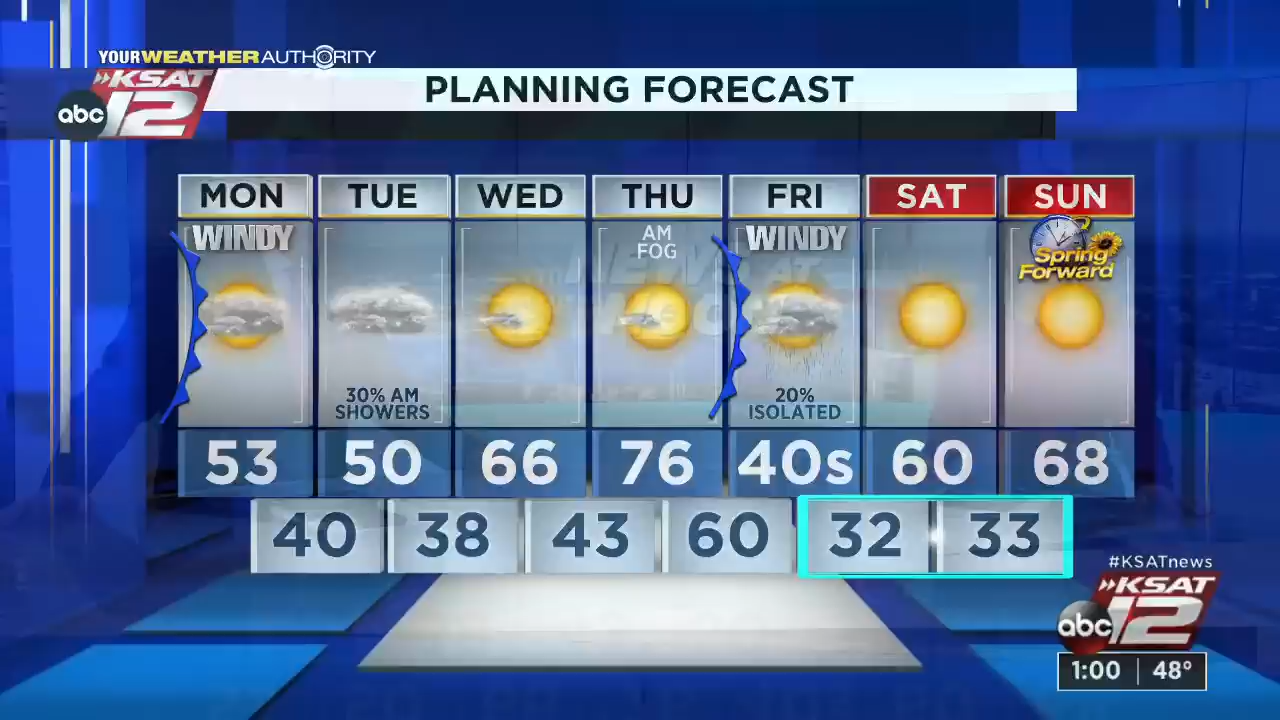 YOURWEATHERAUTHORITY
KSAT
abc 12
PLANNING FORECAST
MON TUE WED THU FRI SAT SUN
WINDY
AM
FOG
WINDY
Spring
Forward
30% AM
SHOWERS
20%
ISOLATED
53 50 66 76 40s 60 68
40 38 43 60 32 33
#KSATnews
KSAT
abc 12
1:00 48°